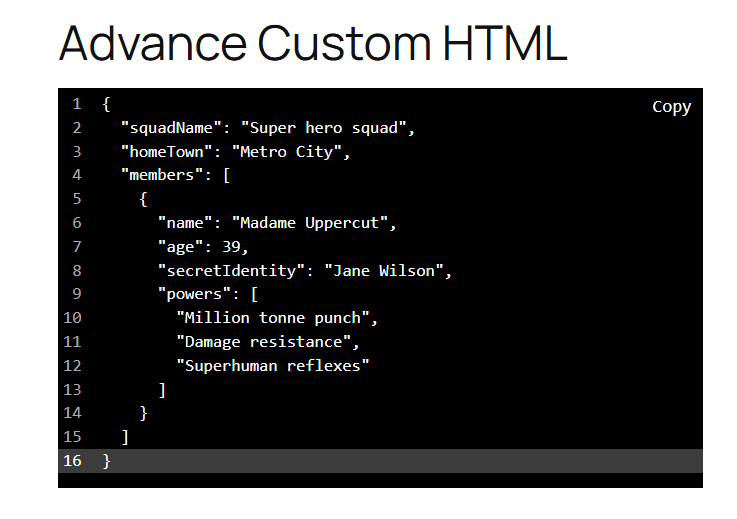 Advance Custom HTML
Copy
1 {
2   "squadName": "Super hero squad",
3   "homeTown": "Metro City",
4   "members": [
5     {
6       "name": "Madame Uppercut",
7       "age": 39,
8       "secretIdentity": "Jane Wilson",
9       "powers": [
10         "Million tonne punch",
11         "Damage resistance",
12         "Superhuman reflexes"
13       ]
14     }
15   ]
16 }